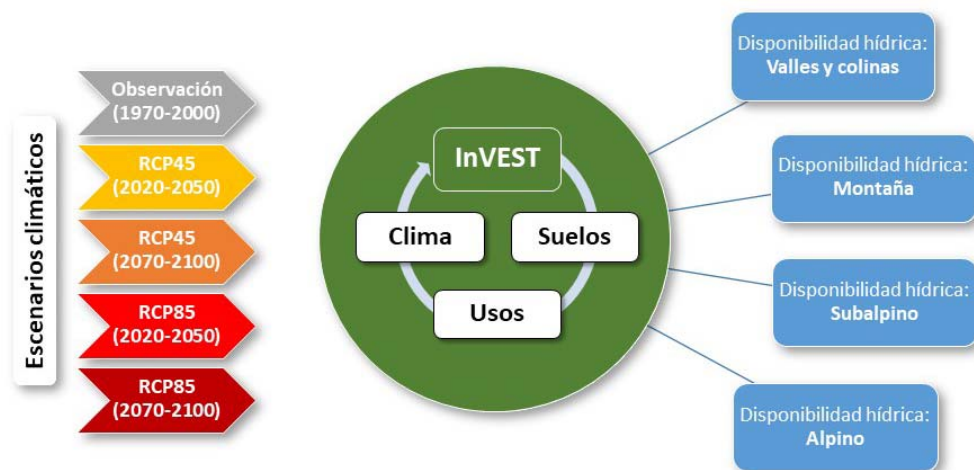 Escenarios climáticos
Observación
(1970-2000)
RCP45
(2020-2050)
RCP45
(2070-2100)
RCP85
(2020-2050)
RCP85
(2070-2100)
InVEST
Clima
Suelos
Usos
Disponibilidad hídrica:
Valles y colinas
Disponibilidad hídrica:
Montaña
Disponibilidad hídrica:
Subalpino
Disponibilidad hídrica:
Alpino